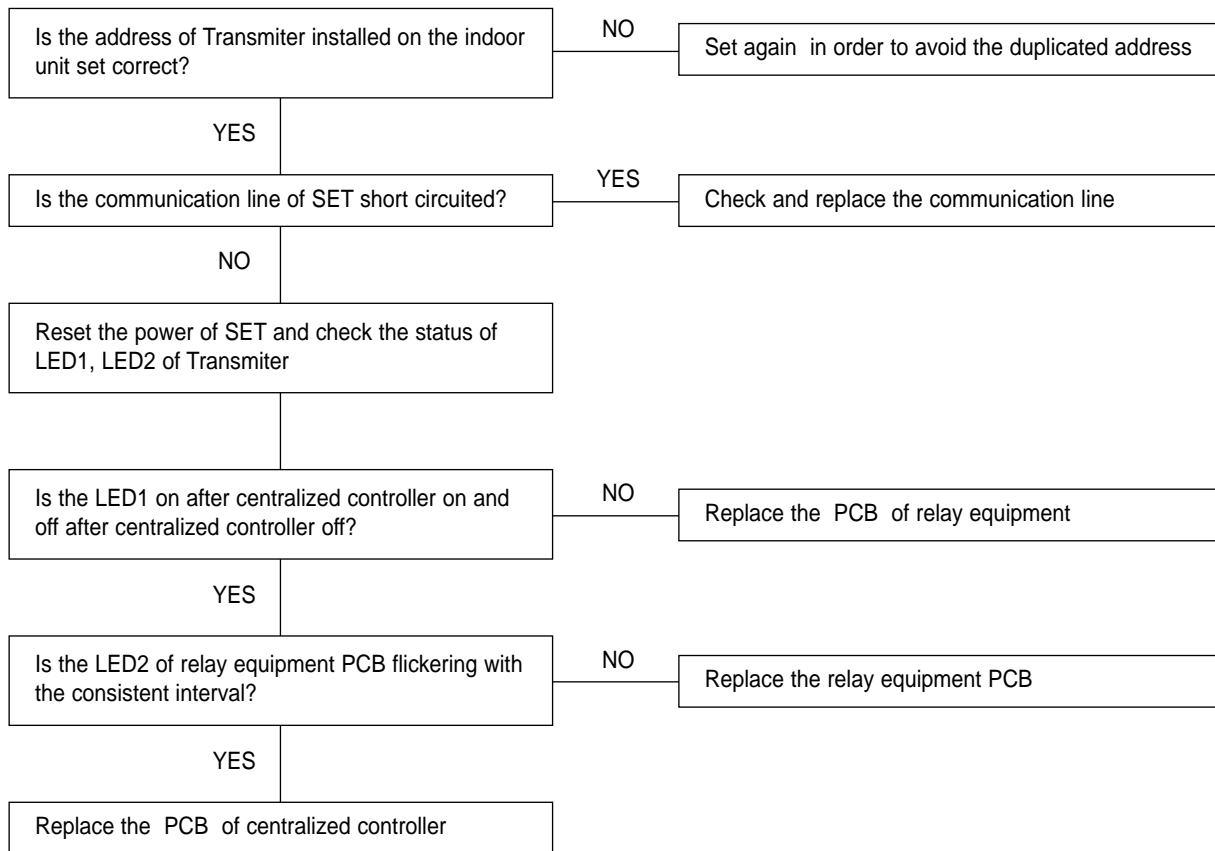 Is the address of Transmiter installed on the indoor
unit set correct?
NO
Set again in order to avoid the duplicated address
YES
Is the communication line of SET short circuited?
YES
Check and replace the communication line
NO
Reset the power of SET and check the status of
LED1, LED2 of Transmiter
Is the LED1 on after centralized controller on and
off after centralized controller off?
NO
Replace the PCB of relay equipment
YES
Is the LED2 of relay equipment PCB flickering with
the consistent interval?
NO
Replace the relay equipment PCB
YES
Replace the PCB of centralized controller